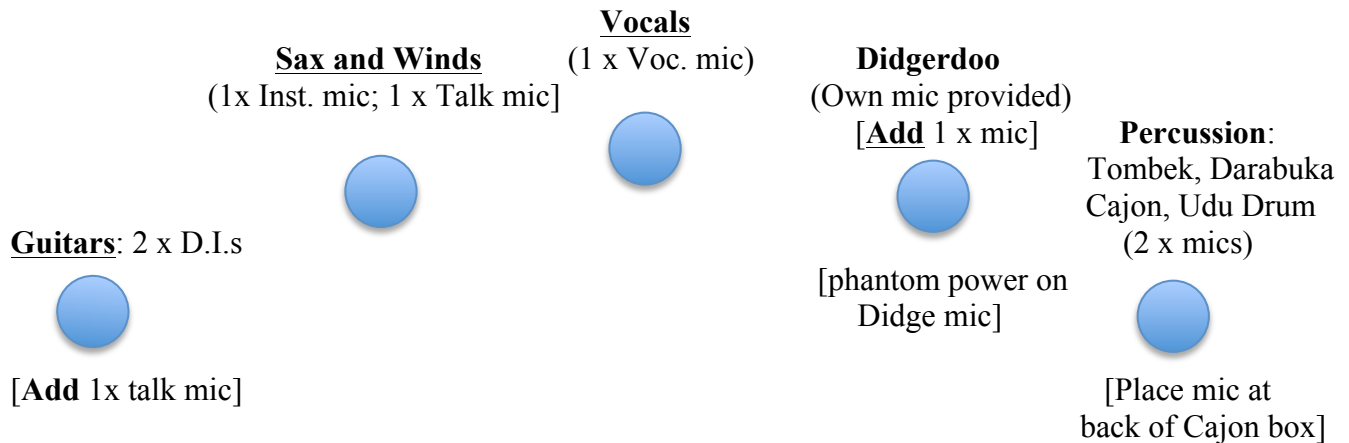 Vocals
(1 x Voc. mic)
Sax and Winds
(1x Inst. mic; 1 x Talk mic]
Didgerdoo
(Own mic provided)
[Add 1 x mic]
Percussion:
Tombek, Darabuka
Cajon, Udu Drum
(2 x mics)
Guitars: 2 x D.I.s
[phantom power on
Didge mic]
[Add 1x talk mic]
[Place mic at
back of Cajon box]